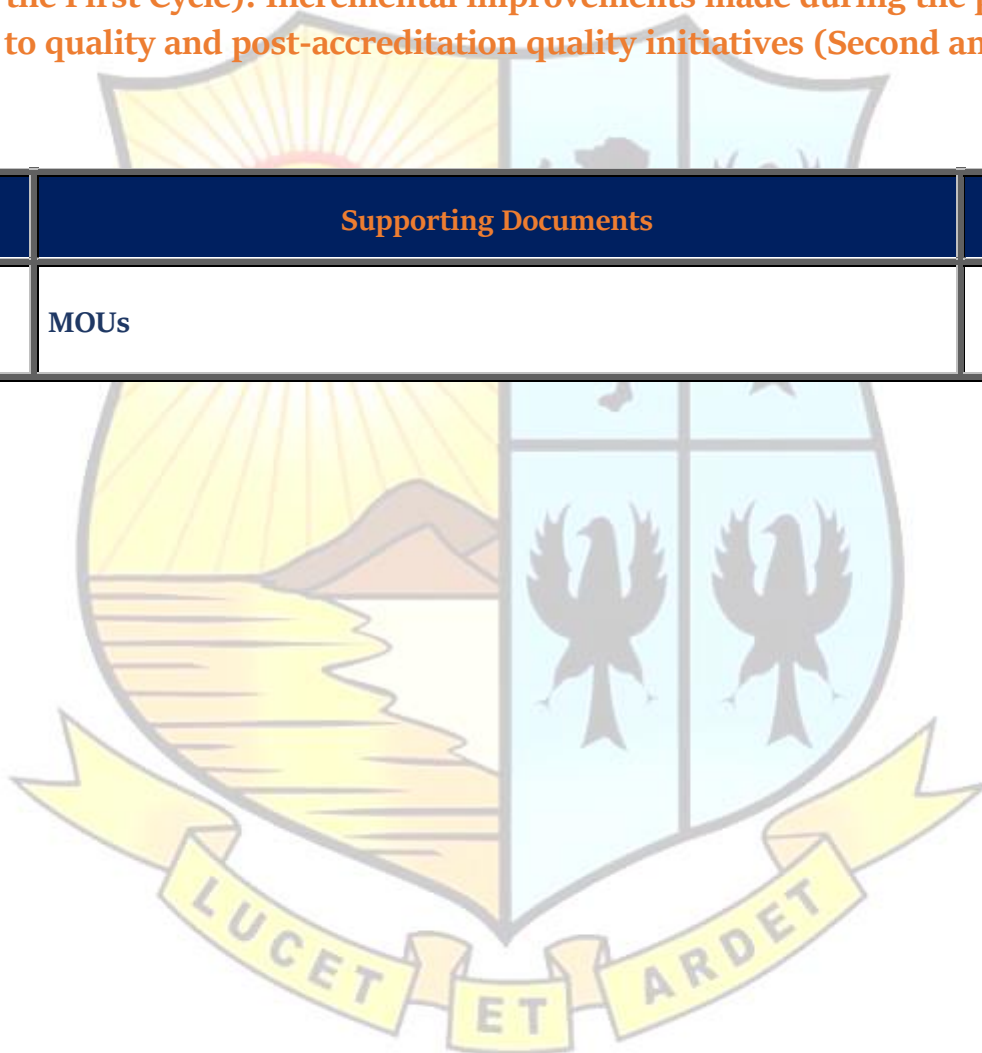 the First Cycle). Incremental improvements made during the p
to quality and post-accreditation quality initiatives (Second an
Supporting Documents
MOUs
LUCET ET ARDET